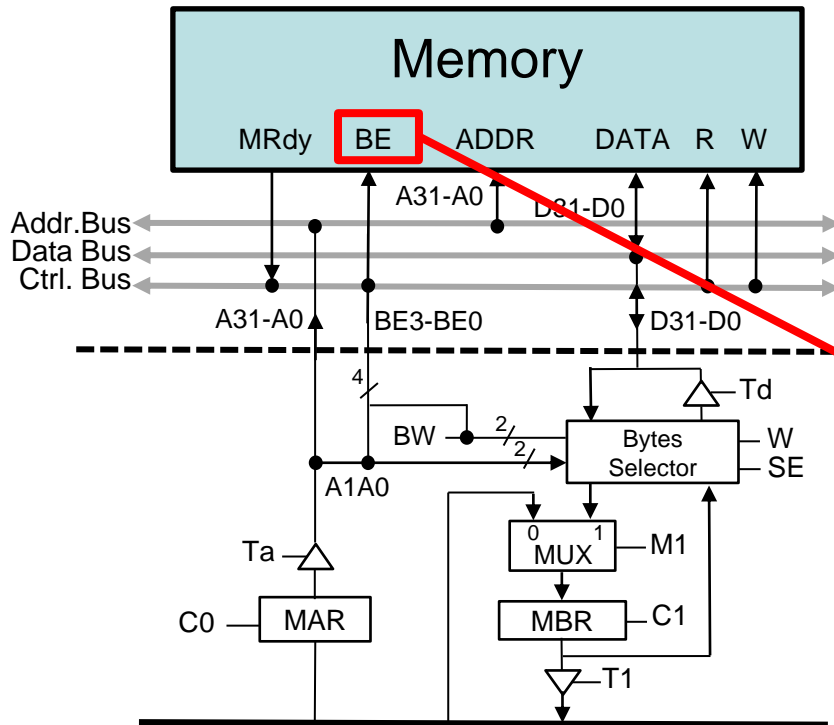 Memory
MRdy BE ADDR DATA R W
A31-A0 D31-D0
Addr.Bus
Data Bus
Ctrl. Bus
A31-A0 BE3-BE0 D31-D0
4 Td
BW 2 Bytes W
2 Selector SE
A1A0
0 1
Ta MUX M1
C0 MAR MBR C1
T1